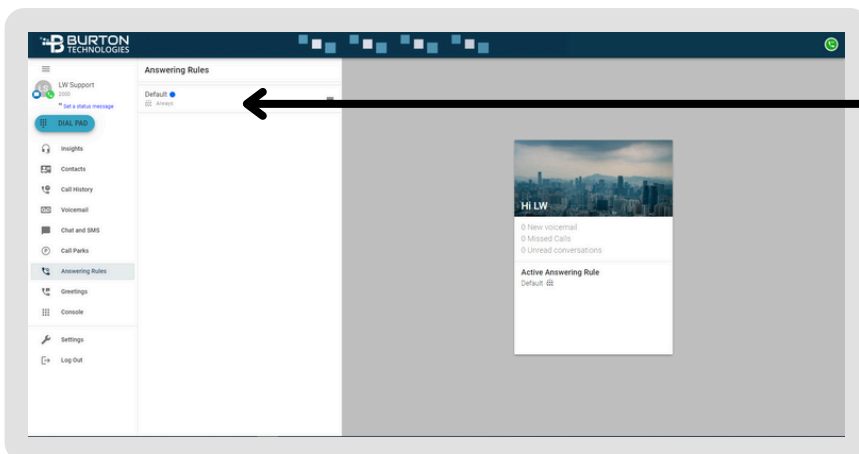 BURTON
TECHNOLOGIES
LW Support
2000
Set a status message
DIAL PAD
Insights
Contacts
Call History
Voicemail
Chat and SMS
Call Parks
Answering Rules
Greetings
Console
Settings
Log Out
Answering Rules
Default
Always
Hi LW
0 New voicemail
0 Missed Calls
0 Unread conversations
Active Answering Rule
Default